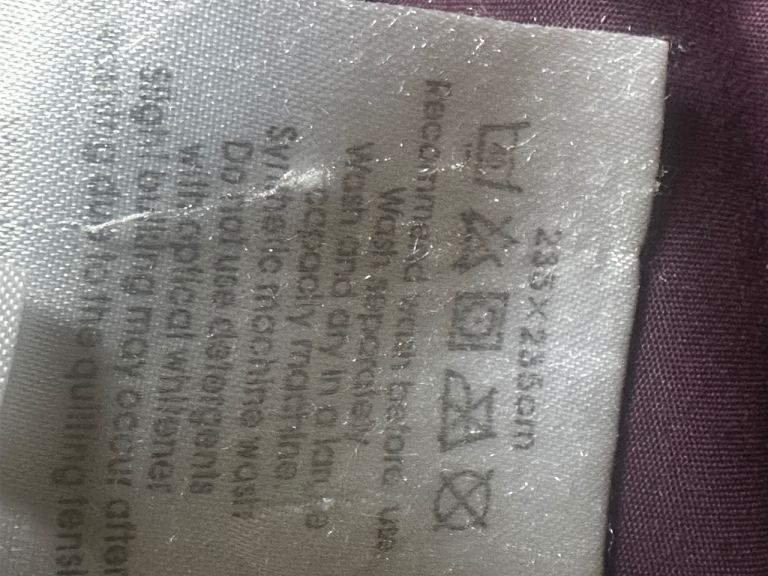 235 x 235cm
Recommend wash before use
Wash separately
Wash and dry in a large
capacity machine.
Synthetic machine wash
Do not use detergents
with optical whitener
Slight puckering may occur after
washing due to the quilting tensi